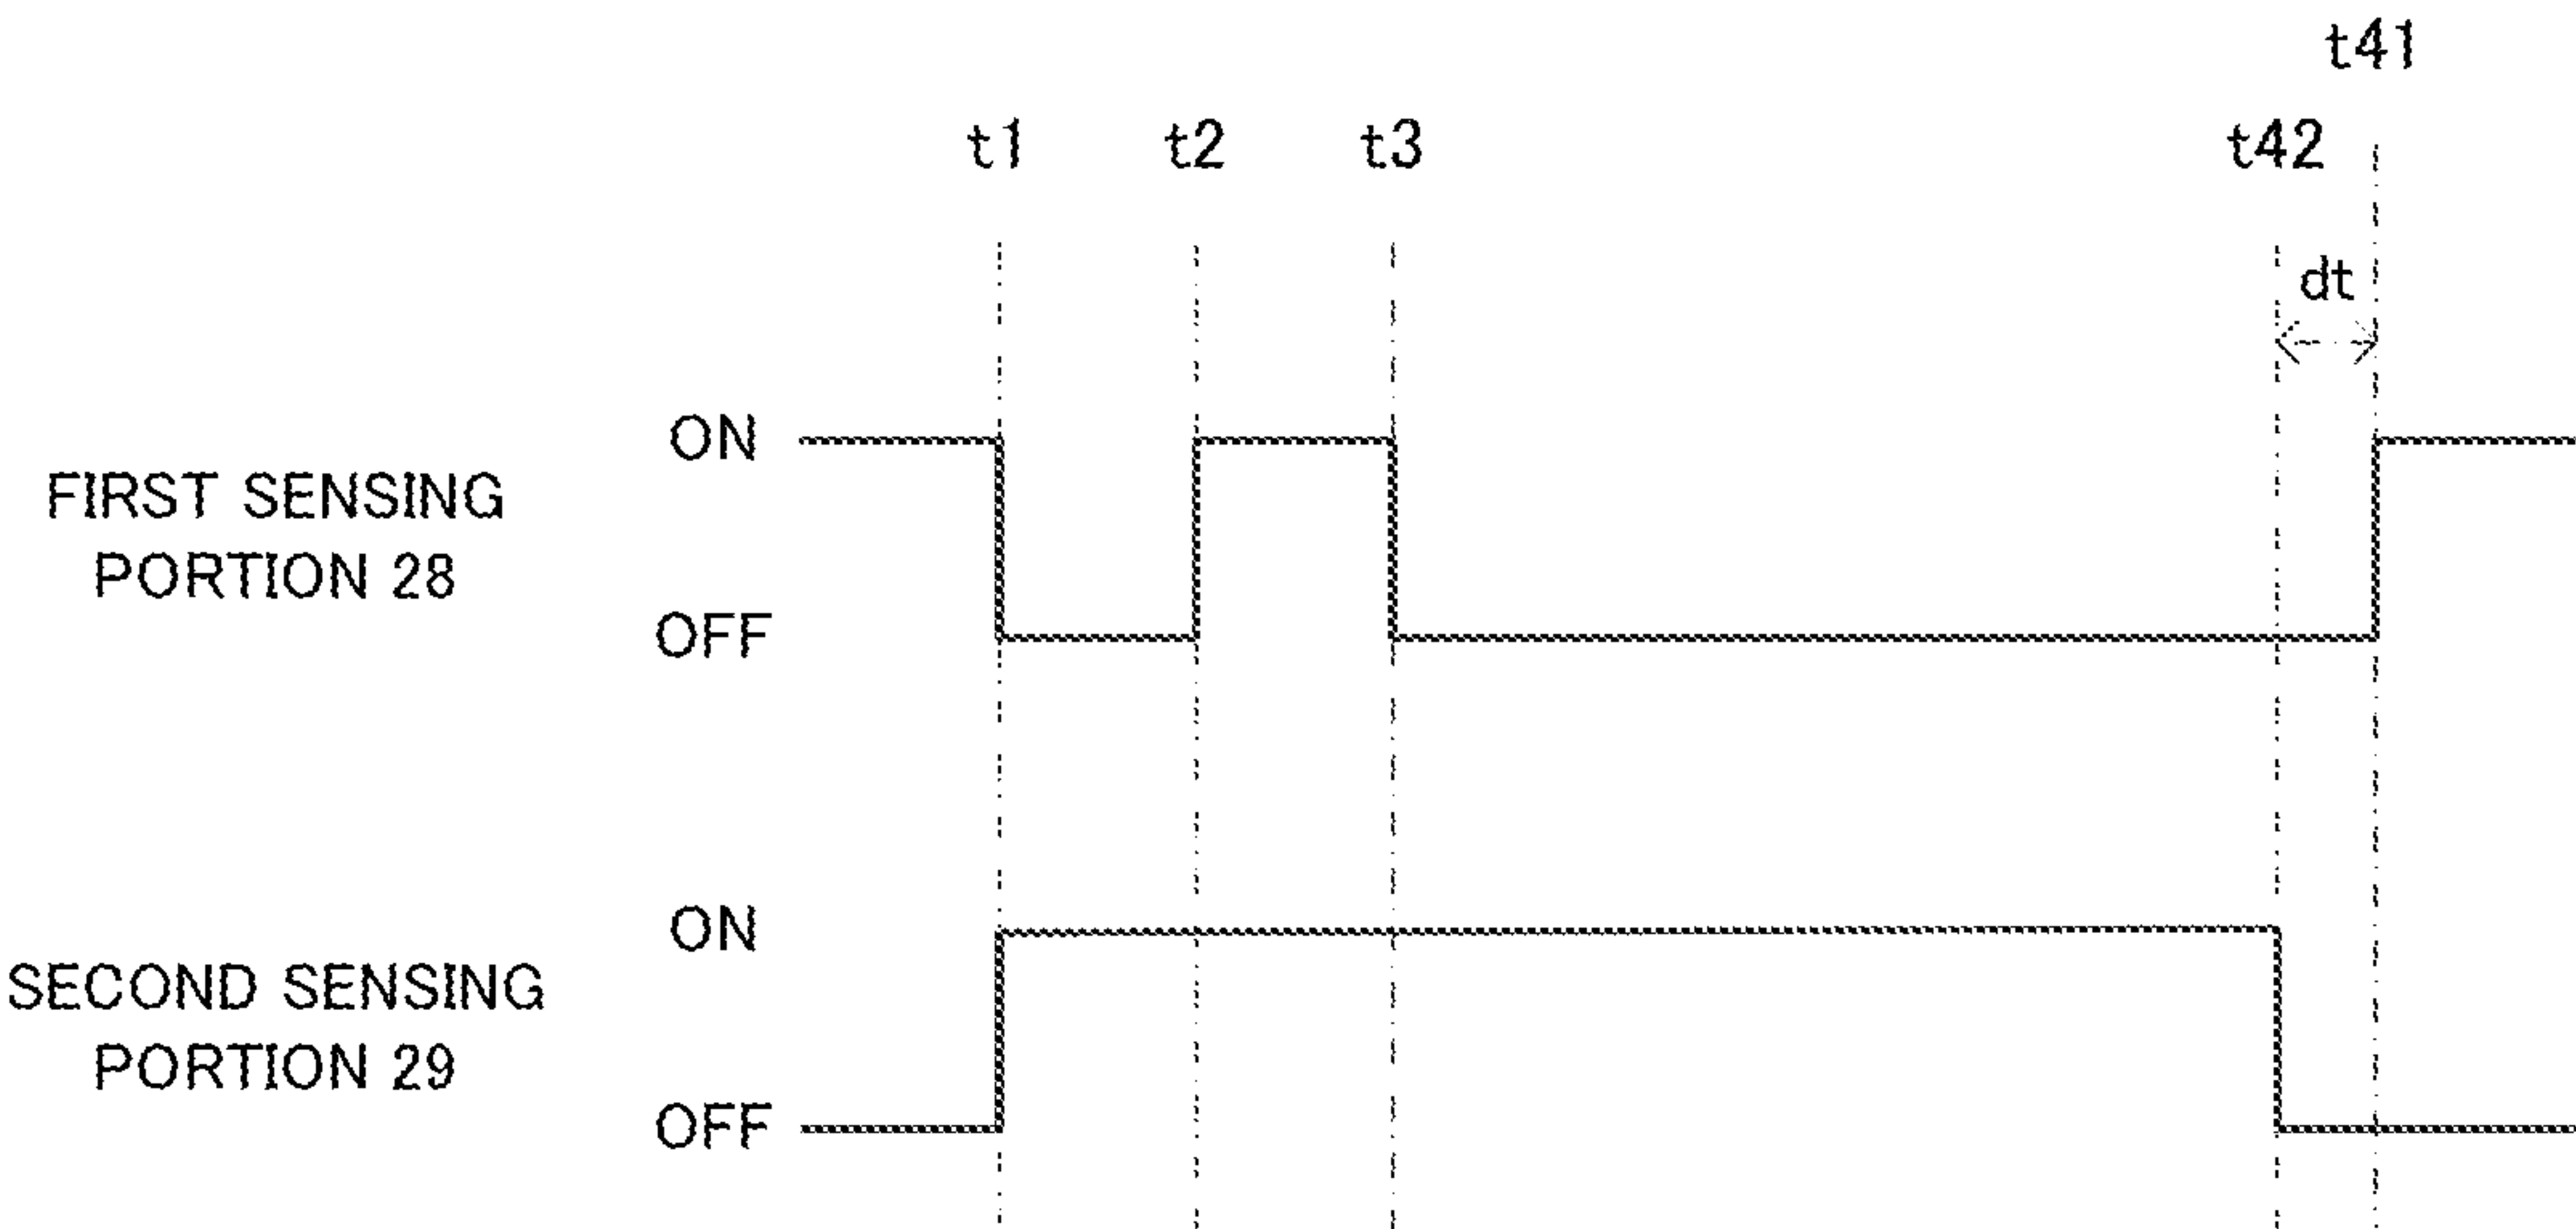 t41
t1 t2 t3 t42
dt
ON
FIRST SENSING
PORTION 28
OFF
ON
SECOND SENSING
PORTION 29
OFF